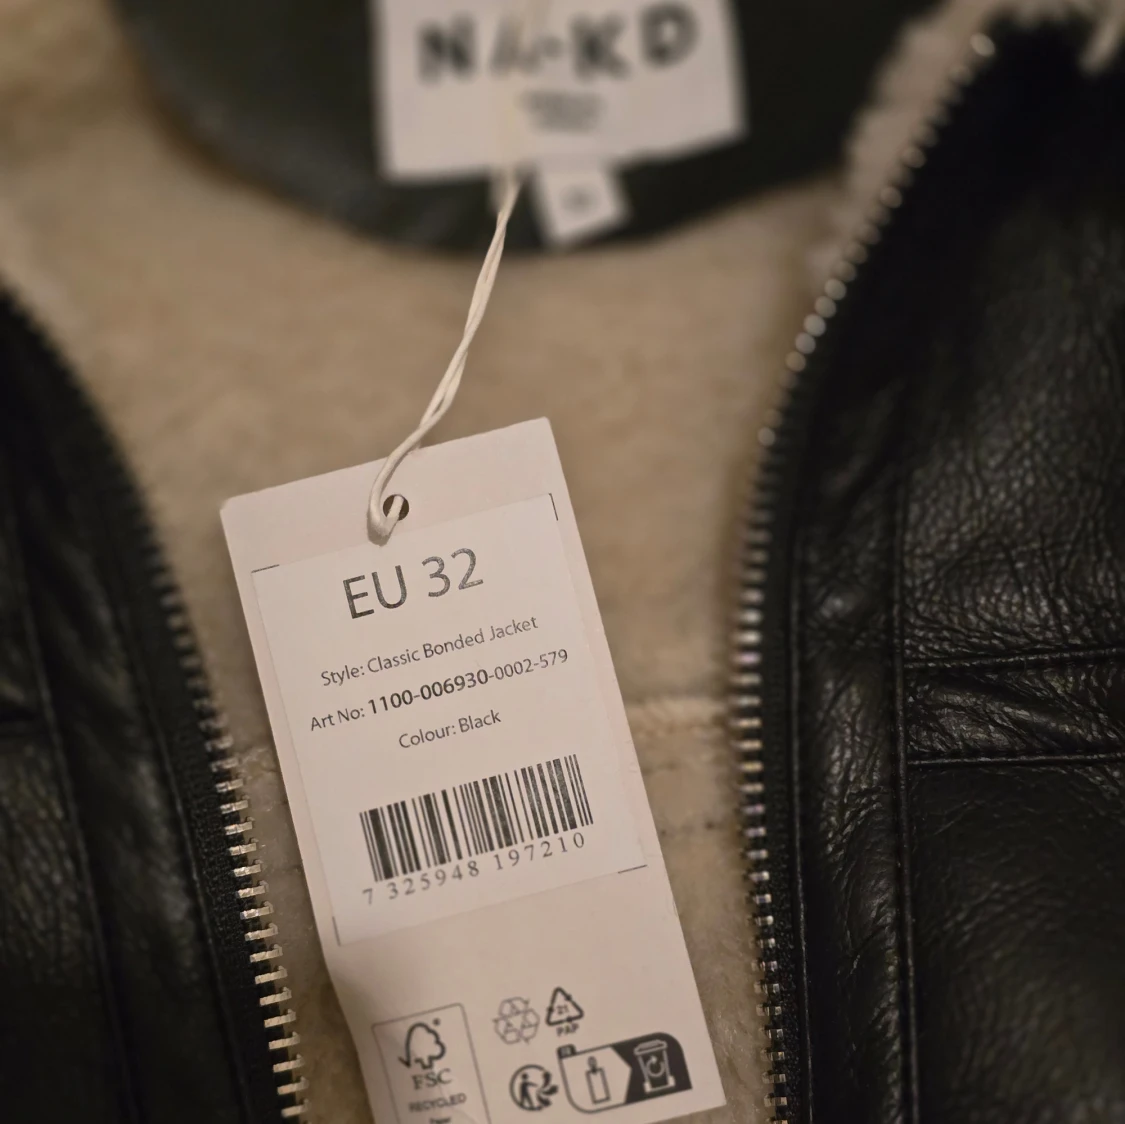 NA-KD
EU 32
Style: Classic Bonded Jacket
Art No: 1100-006930-0002-579
Colour: Black
7 325948 197210
21
PAP
FSC
RECYCLED
FR